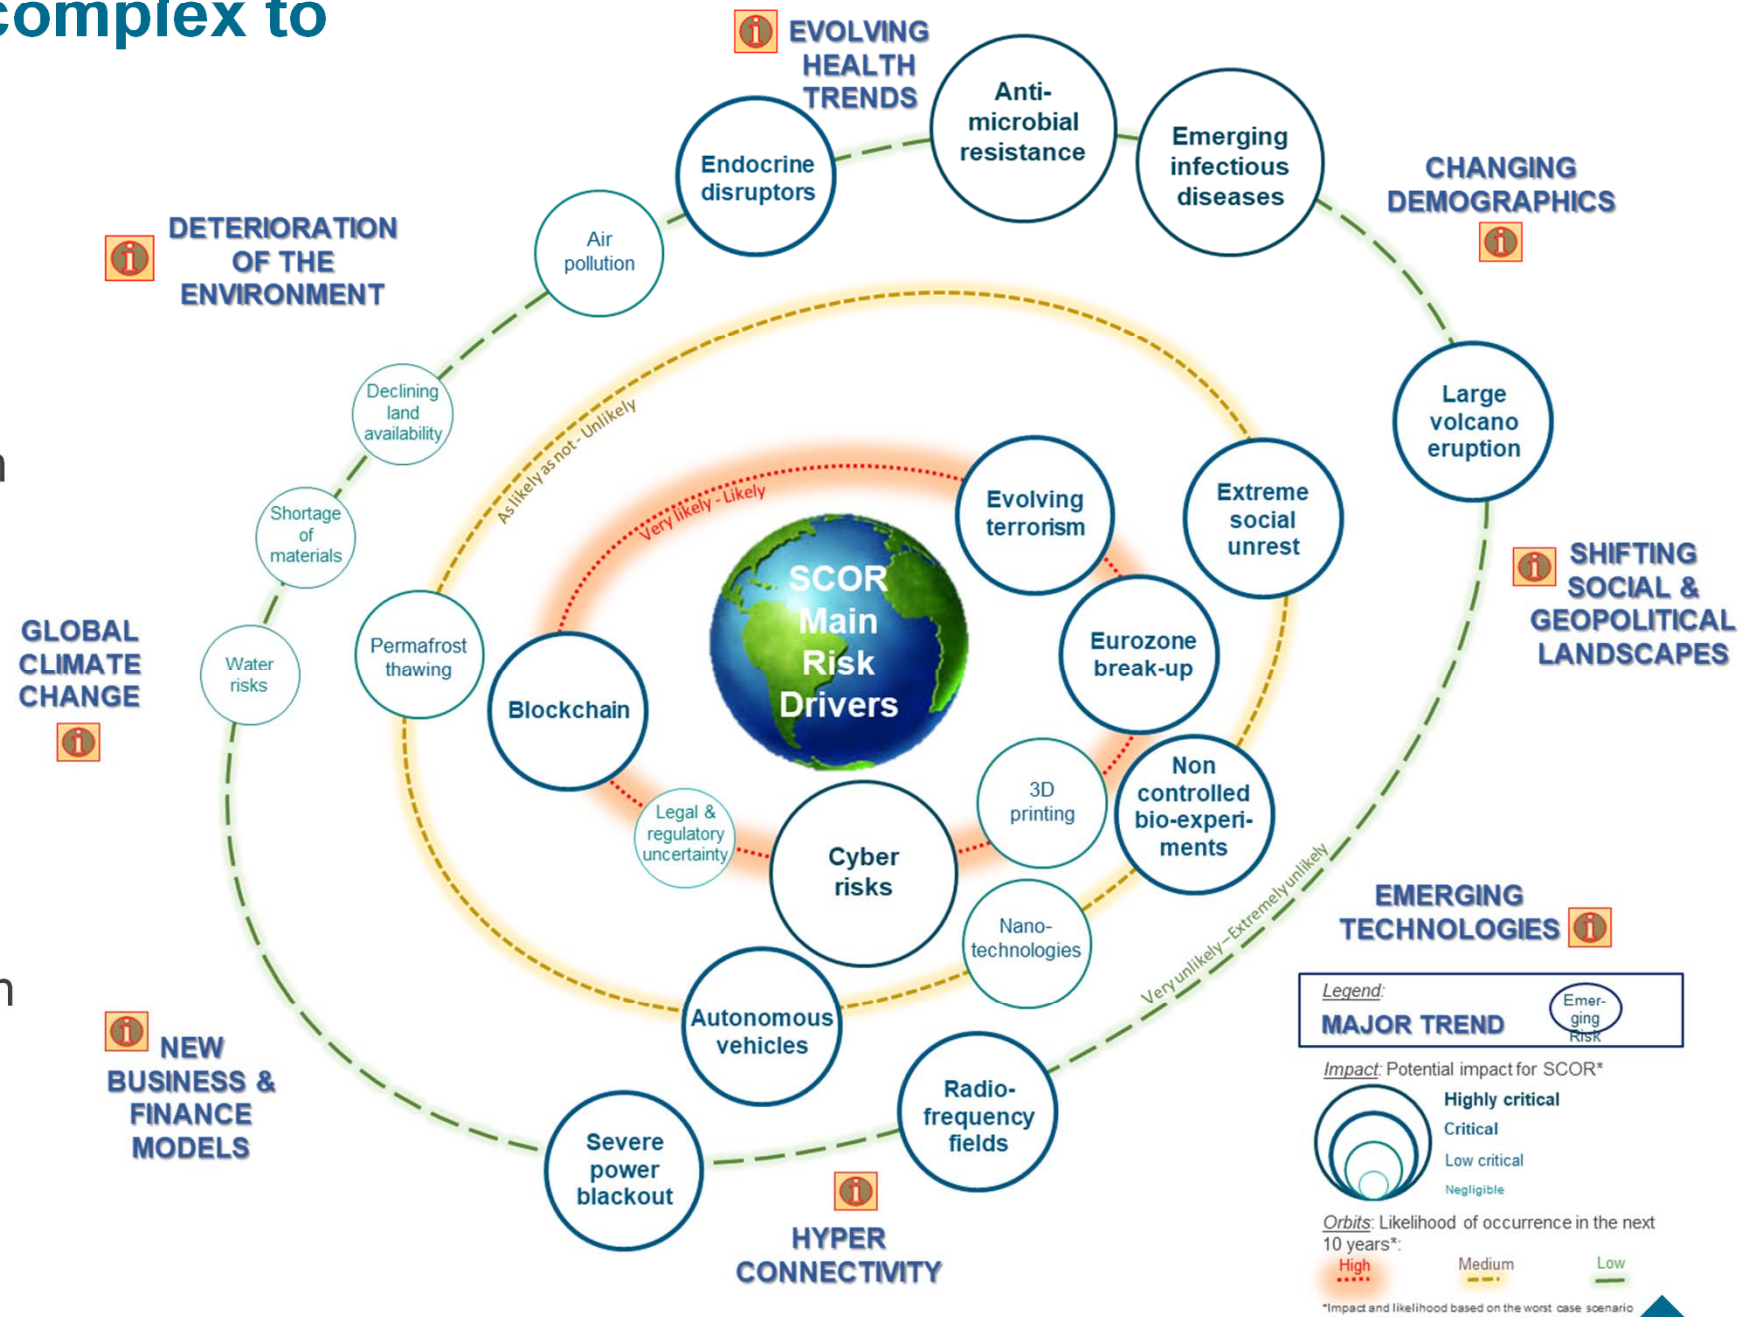 complex to
EVOLVING
HEALTH
TRENDS
Anti-
microbial
resistance
Emerging
infectious
diseases
Endocrine
disruptors
CHANGING
DEMOGRAPHICS
DETERIORATION
OF THE
ENVIRONMENT
Air
pollution
Large
volcano
eruption
Declining
land
availability
As likely as not - Unlikely
Very likely - Likely
Evolving
terrorism
Extreme
social
unrest
Shortage
of
materials
SHIFTING
SOCIAL &
GEOPOLITICAL
LANDSCAPES
SCOR
Main
Risk
Drivers
GLOBAL
CLIMATE
CHANGE
Water
risks
Permafrost
thawing
Blockchain
Eurozone
break-up
3D
printing
Non
controlled
bio-experi-
ments
Legal &
regulatory
uncertainty
Cyber
risks
Nano-
technologies
Very unlikely – Extremely unlikely
EMERGING
TECHNOLOGIES
Autonomous
vehicles
Radio-
frequency
fields
Severe
power
blackout
NEW
BUSINESS &
FINANCE
MODELS
HYPER
CONNECTIVITY
Legend:
MAJOR TREND
Emer-
ging
Risk
Impact: Potential impact for SCOR*
Highly critical
Critical
Low critical
Negligible
Orbits: Likelihood of occurrence in the next
10 years*:
High Medium Low
*Impact and likelihood based on the worst case scenario